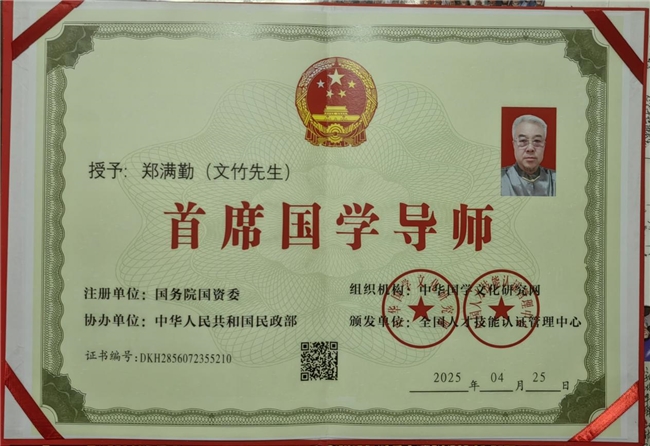 授予: 郑满勤（文竹先生）
首席国学导师
注册单位：国务院国资委
组织机构：中华国学文化研究网
协办单位：中华人民共和国民政部
颁发单位：全国人才技能认证管理中心
证书编号:DKH2856072355210
2025 年 04 月 25 日